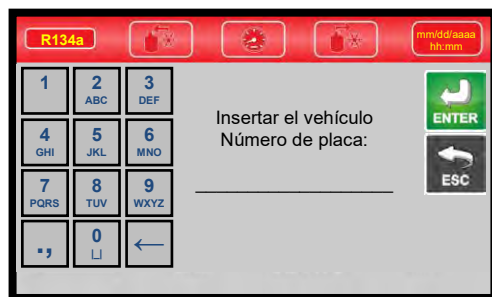 R134a
mm/dd/aaaa
hh:mm
1
2
ABC
3
DEF
4
GHI
5
JKL
6
MNO
7
PQRS
8
TUV
9
WXYZ
.,
0
⊔
←
Insertar el vehículo
Número de placa:
ENTER
ESC